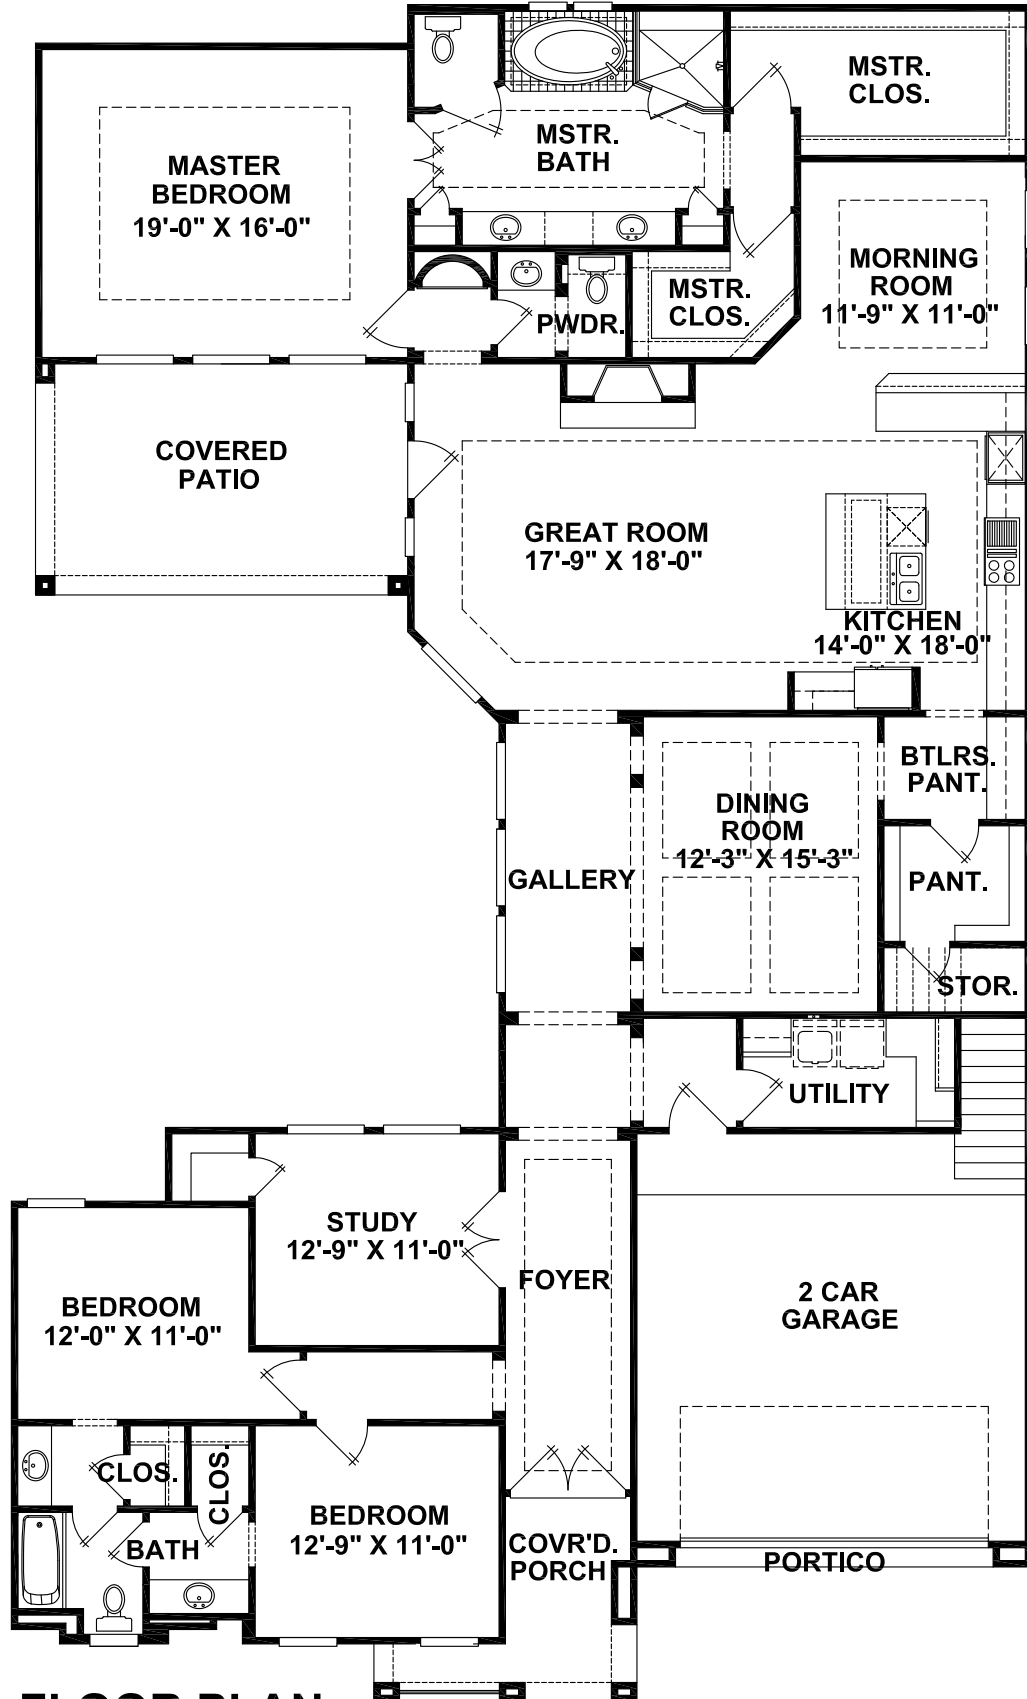 MSTR.
CLOS.
MSTR.
BATH
MASTER
BEDROOM
19'-0" X 16'-0"
MORNING
ROOM
11'-9" X 11'-0"
MSTR.
CLOS.
PWDR.
COVERED
PATIO
GREAT ROOM
17'-9" X 18'-0"
KITCHEN
14'-0" X 18'-0"
BTLRS.
PANT.
DINING
ROOM
12'-3" X 15'-3"
GALLERY
PANT.
STOR.
UTILITY
STUDY
12'-9" X 11'-0"
FOYER
2 CAR
GARAGE
BEDROOM
12'-0" X 11'-0"
CLOS.
CLOS.
BEDROOM
12'-9" X 11'-0"
BATH
COVR'D.
PORCH
PORTICO
FLOOR PLAN